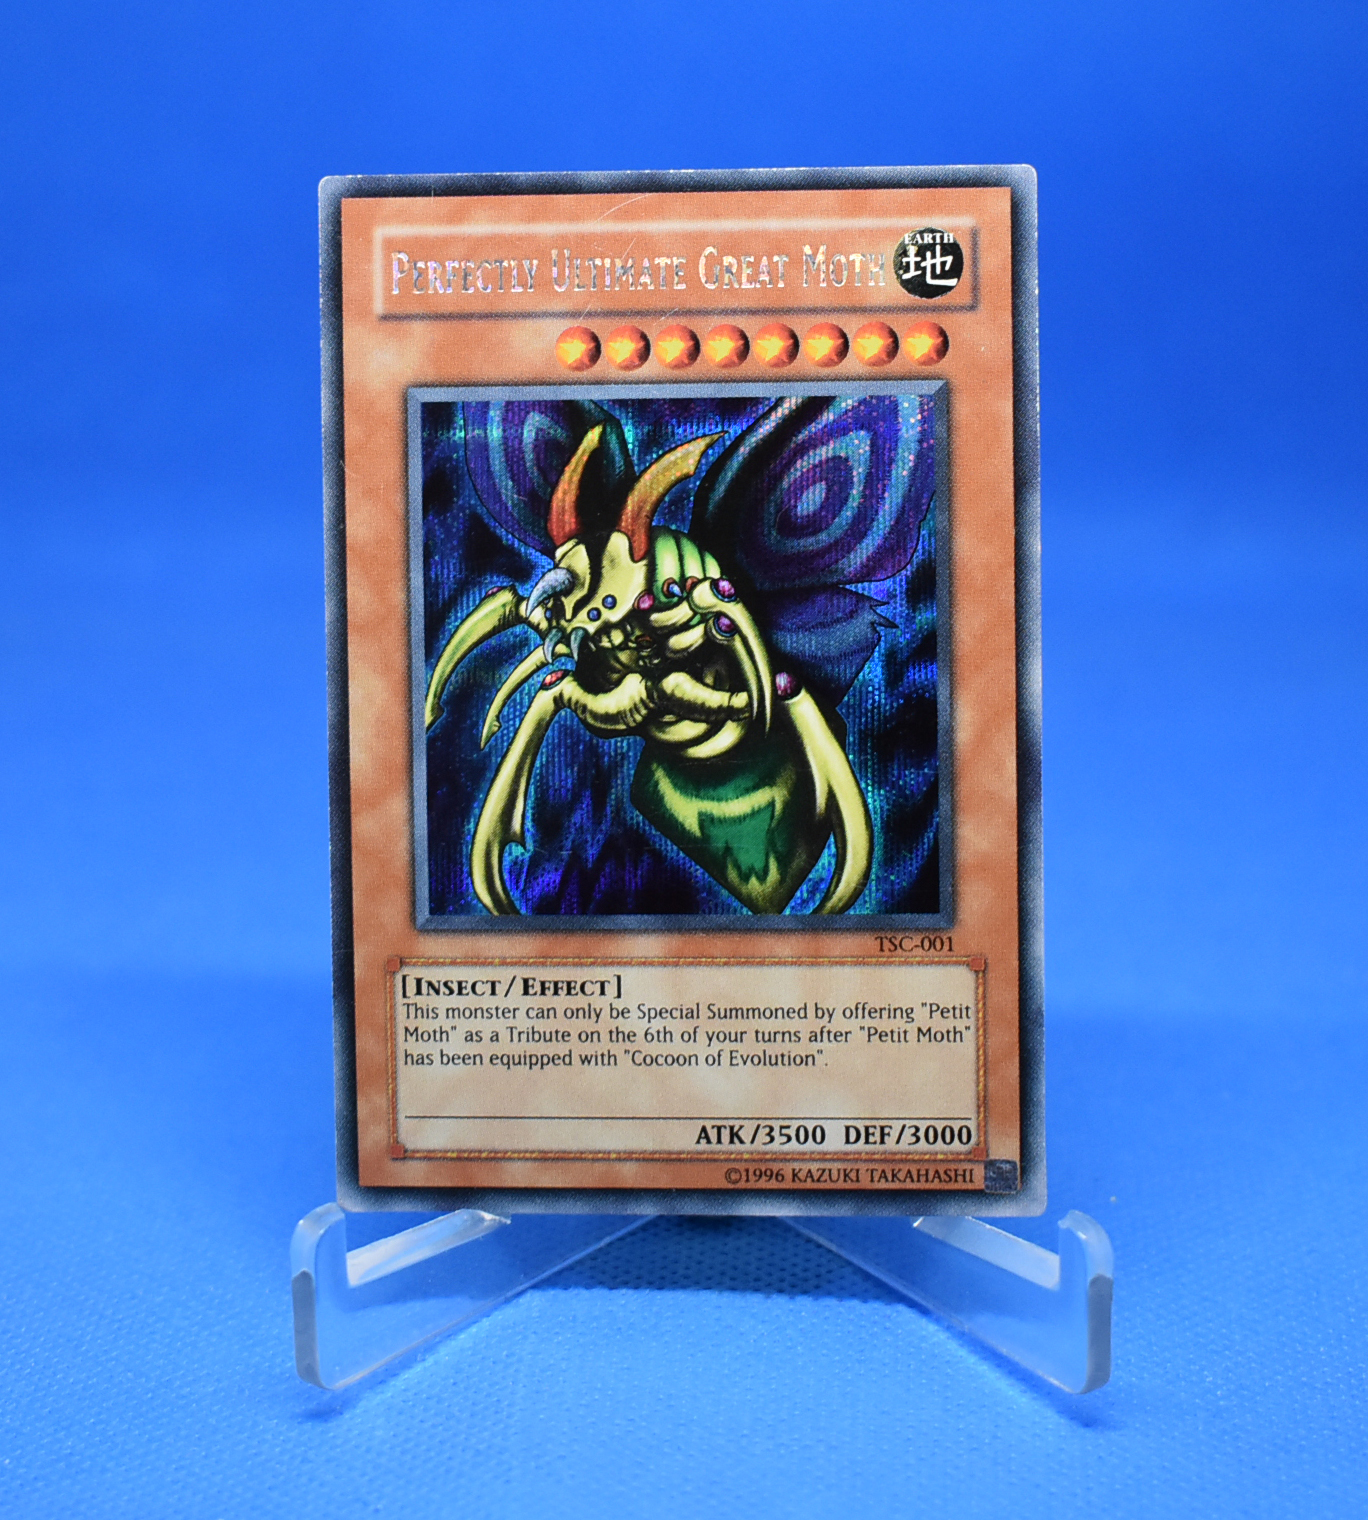 PERFECTLY ULTIMATE GREAT MOTH
EARTH
地
TSC-001
[INSECT/EFFECT]
This monster can only be Special Summoned by offering "Petit
Moth" as a Tribute on the 6th of your turns after "Petit Moth"
has been equipped with "Cocoon of Evolution".
ATK/3500 DEF/3000
©1996 KAZUKI TAKAHASHI